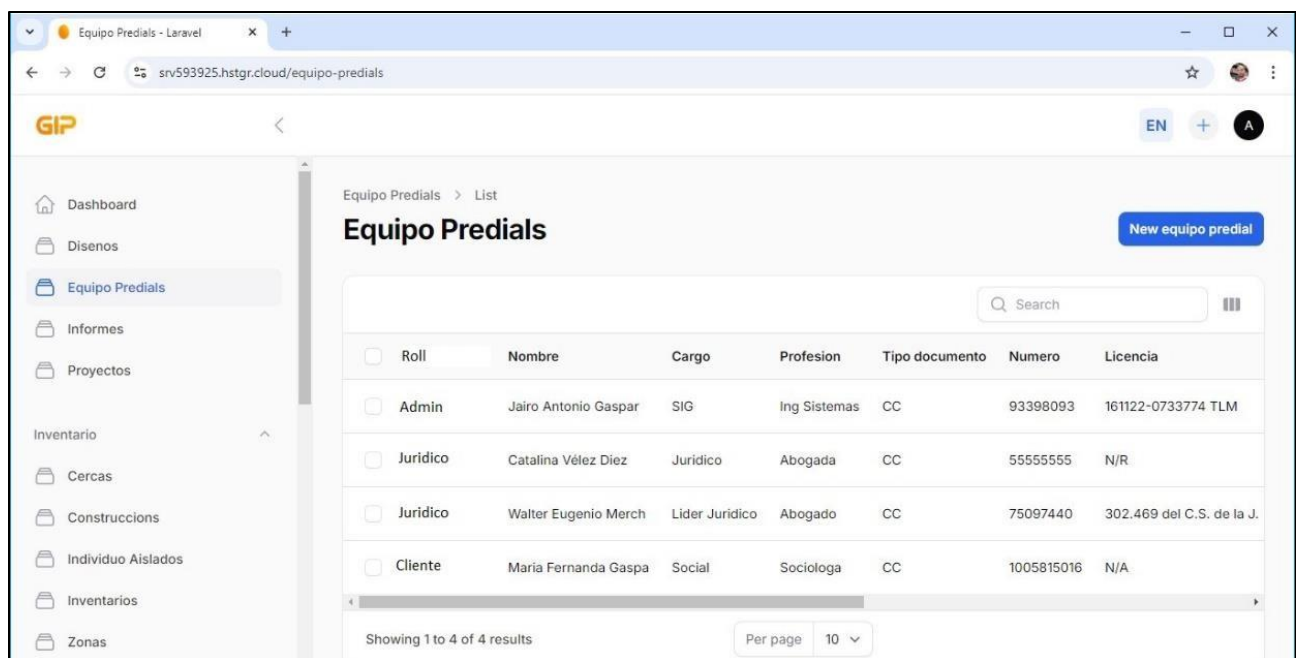 Equipo Predials - Laravel
srv593925.hstgr.cloud/equipo-predials
GIP
EN + A
Dashboard
Disenos
Equipo Predials
Informes
Proyectos
Inventario
Cercas
Construccions
Individuo Aislados
Inventarios
Zonas
Equipo Predials > List
Equipo Predials
New equipo predial
Search
Roll Nombre Cargo Profesion Tipo documento Numero Licencia
Admin Jairo Antonio Gaspar SIG Ing Sistemas CC 93398093 161122-0733774 TLM
Juridico Catalina Vélez Diez Juridico Abogada CC 55555555 N/R
Juridico Walter Eugenio Merch Lider Juridico Abogado CC 75097440 302.469 del C.S. de la J.
Cliente Maria Fernanda Gaspa Social Sociologa CC 1005815016 N/A
Showing 1 to 4 of 4 results
Per page 10